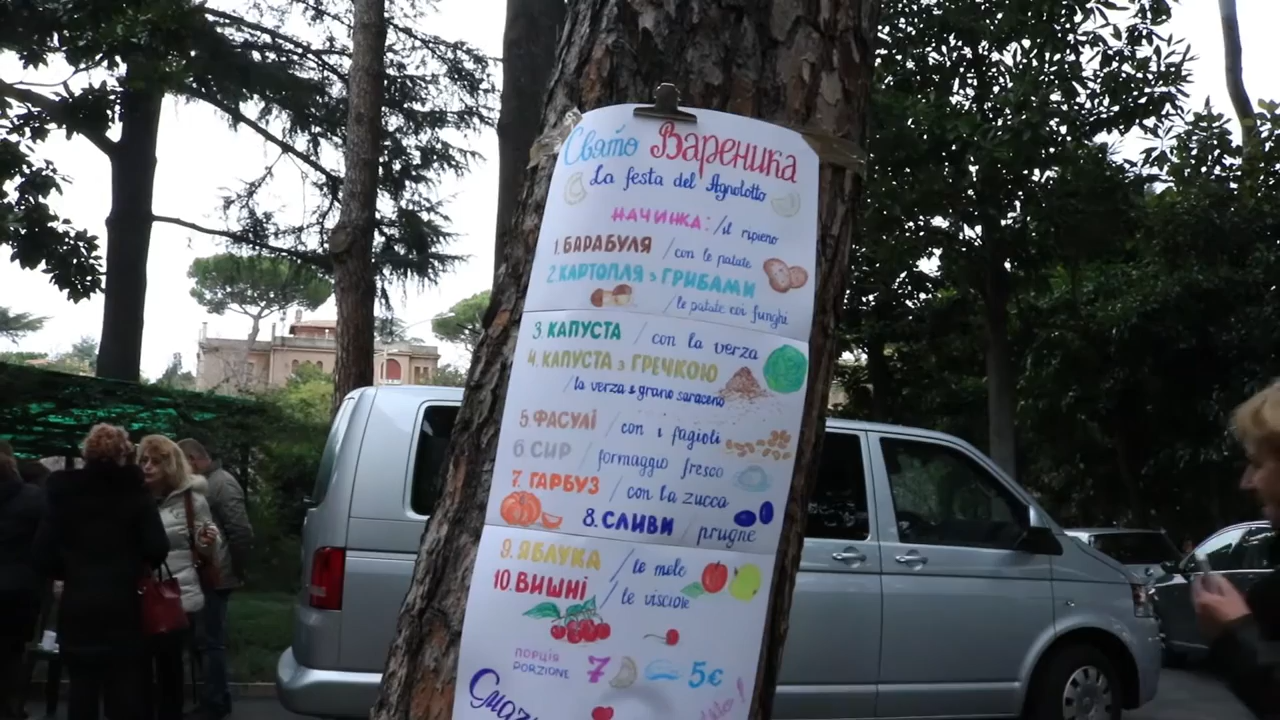 Свято Вареника
La festa del Agnolotto
НАЧИНКА: /il ripieno
1. БАРАБУЛЯ /con le patate
2. КАРТОПЛЯ з ГРИБАМИ
/le patate coi funghi
3. КАПУСТА / con la verza
4. КАПУСТА з ГРЕЧКОЮ
/la verza & grano saraceno
5. ФАСУЛІ / con i fagioli
6 СИР / formaggio fresco
7. ГАРБУЗ / con la zucca
8. СЛИВИ / prugne
9. ЯБЛУКА / le mele
10. ВИШНІ / le visciole
ПОРЦІЯ
PORZIONE 7 5€